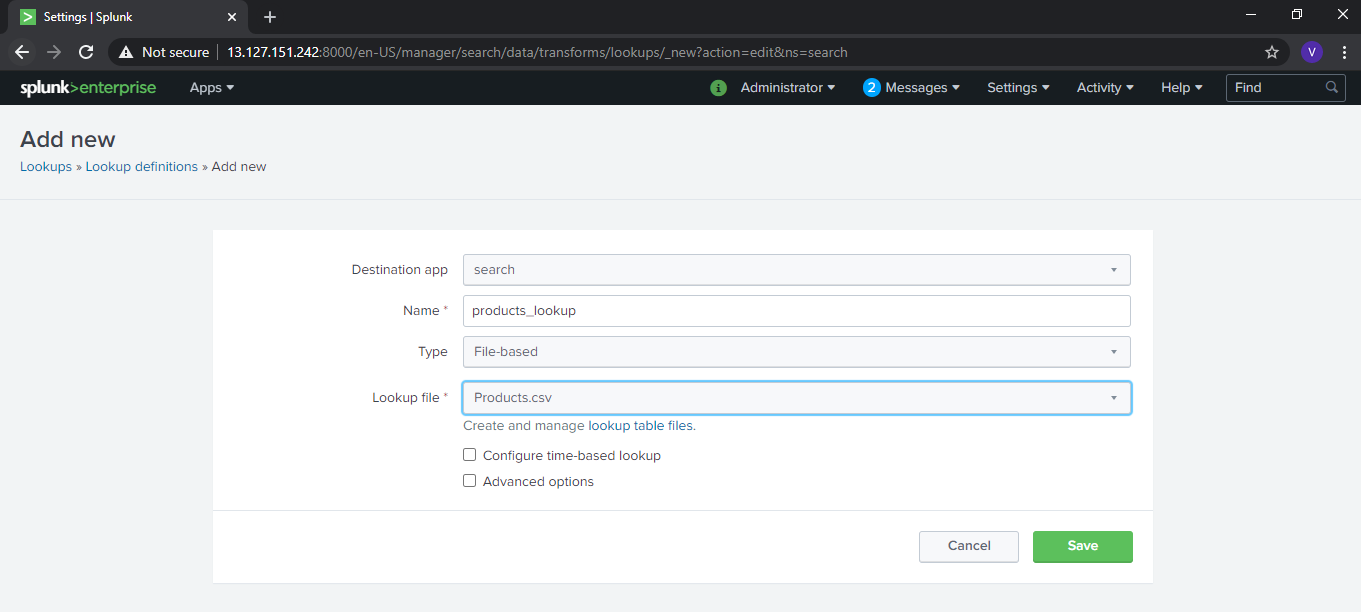 Settings | Splunk
Not secure 13.127.151.242:8000/en-US/manager/search/data/transforms/lookups/_new?action=edit&ns=search
V
splunk>enterprise Apps i Administrator 2 Messages Settings Activity Help Find
Add new
Lookups » Lookup definitions » Add new
Destination app search
Name * products_lookup
Type File-based
Lookup file * Products.csv
Create and manage lookup table files.
Configure time-based lookup
Advanced options
Cancel Save